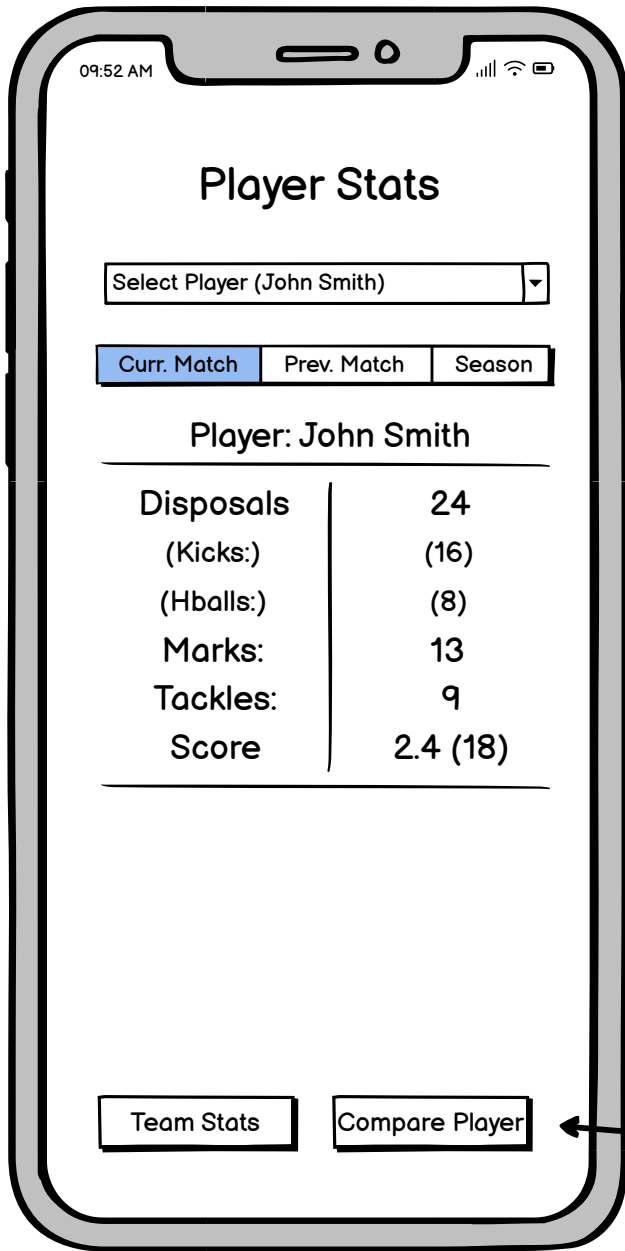 09:52 AM
Player Stats
Select Player (John Smith)
Curr. Match Prev. Match Season
Player: John Smith
Disposals 24
(Kicks:) (16)
(Hballs:) (8)
Marks: 13
Tackles: 9
Score 2.4 (18)
Team Stats Compare Player